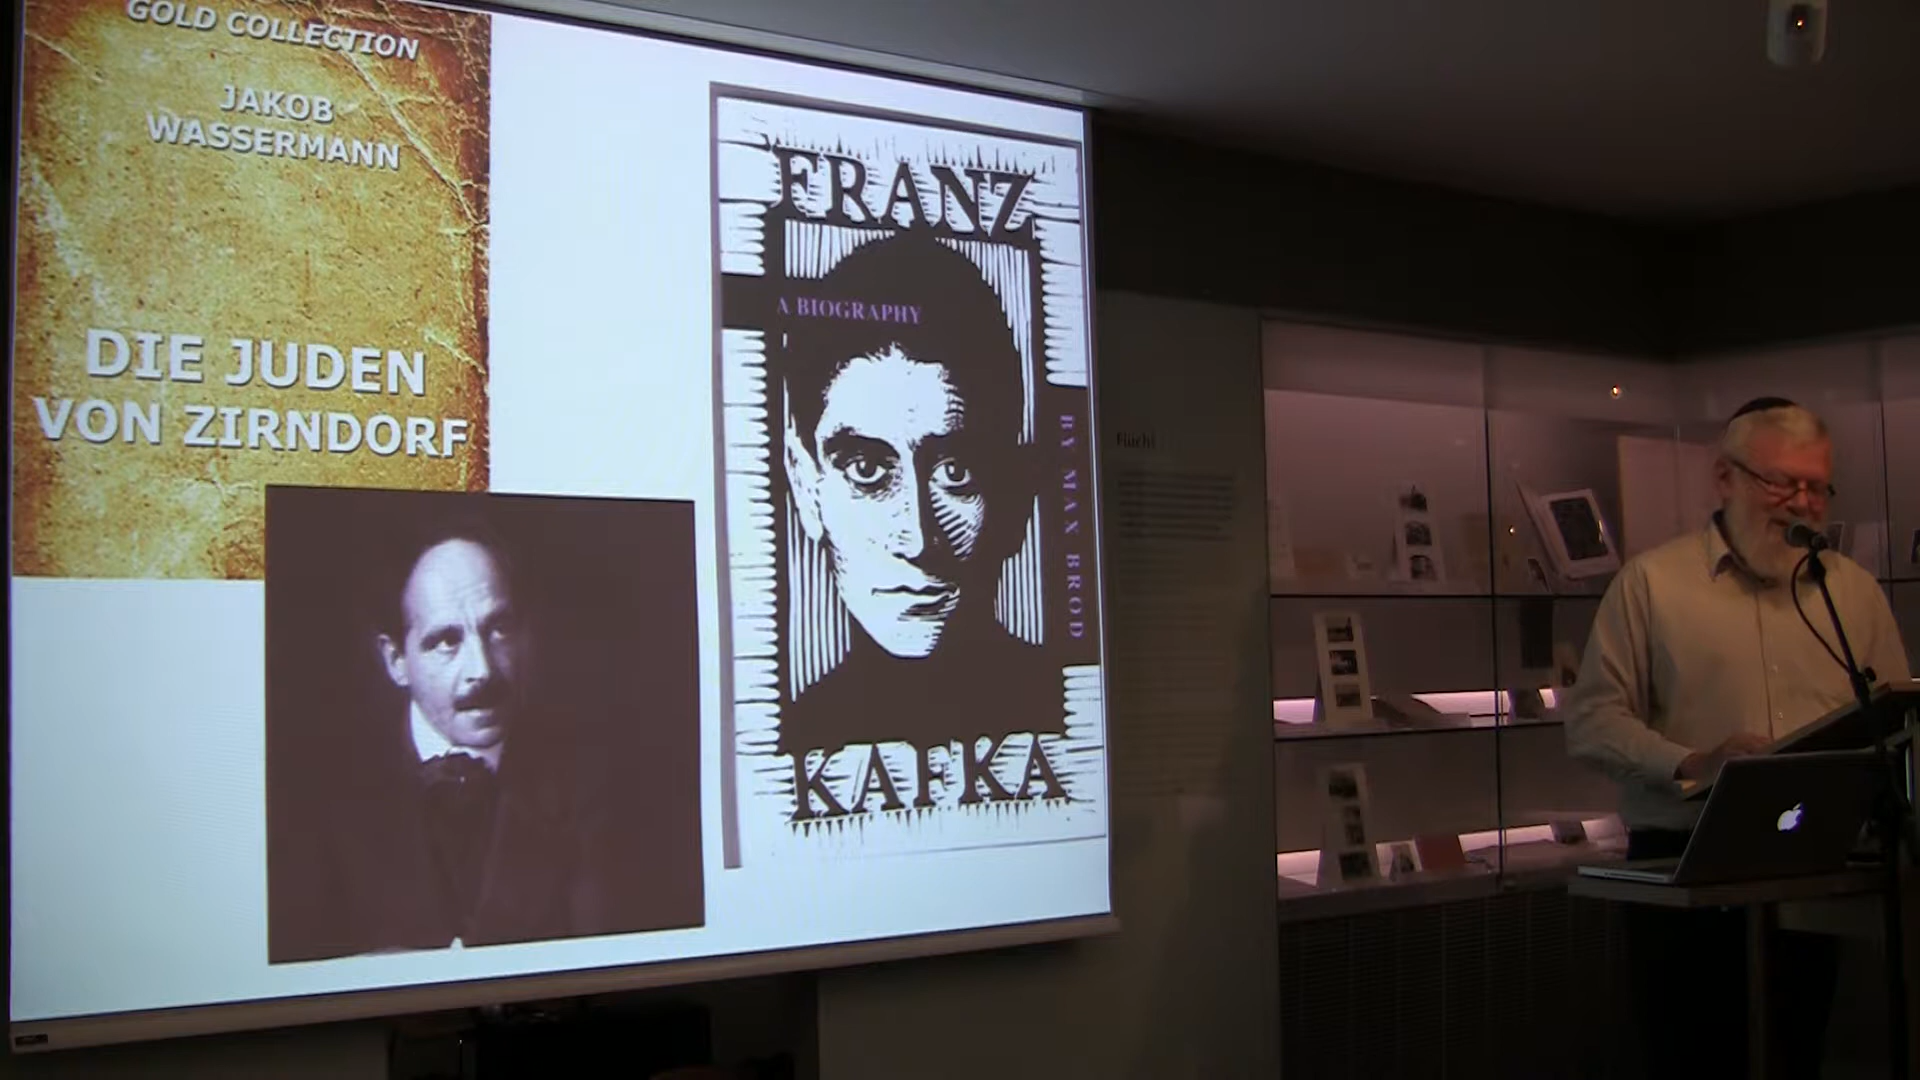 GOLD COLLECTION
JAKOB
WASSERMANN
DIE JUDEN
VON ZIRNDORF
FRANZ
A BIOGRAPHY
BY MAX BROD
KAFKA